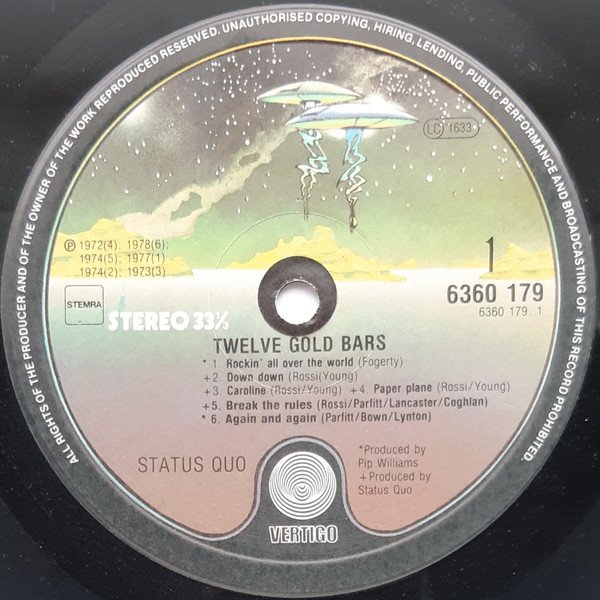 ALL RIGHTS OF THE PRODUCER AND OF THE OWNER OF THE WORK REPRODUCED RESERVED. UNAUTHORISED COPYING, HIRING, LENDING, PUBLIC PERFORMANCE AND BROADCASTING OF THIS RECORD PROHIBITED.
LC 1633
℗ 1972(4); 1978(6);
1974(5), 1977(1)
1974(2); 1973(3)
STEMRA
STEREO 33⅓
1
6360 179
6360 179. 1
TWELVE GOLD BARS
* 1. Rockin' all over the world (Fogerty)
+2. Down down (Rossi/Young)
+3. Caroline (Rossi/Young) +4. Paper plane (Rossi/Young)
+5. Break the rules (Rossi/Parfitt/Lancaster/Coghlan)
* 6. Again and again (Parfitt/Bown/Lynton)
STATUS QUO
*Produced by
Pip Williams
+Produced by
Status Quo
VERTIGO